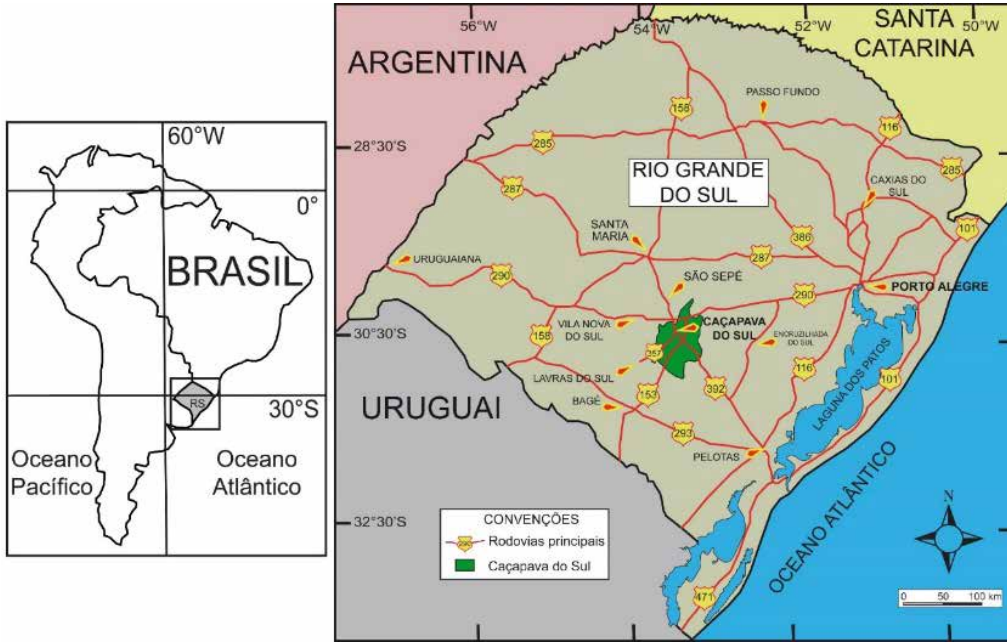 60°W
0°
BRASIL
RS
30°S
Oceano
Pacífico
Oceano
Atlântico
56°W
54°W
52°W
50°W
SANTA
CATARINA
ARGENTINA
PASSO FUNDO
158
116
28°30'S
285
285
RIO GRANDE
DO SUL
287
CAXIAS DO
SUL
SANTA
MARIA
386
101
URUGUAIANA
290
287
SÃO SEPÉ
290
PORTO ALEGRE
30°30'S
158
VILA NOVA
DO SUL
CAÇAPAVA
DO SUL
ENCRUZILHADA
DO SUL
357
LAVRAS DO SUL
116
101
LAGUNA DOS PATOS
URUGUAI
BAGÉ
153
392
293
PELOTAS
OCEANO ATLÂNTICO
32°30'S
CONVENÇÕES
Rodovias principais
Caçapava do Sul
N
471
0 50 100 km